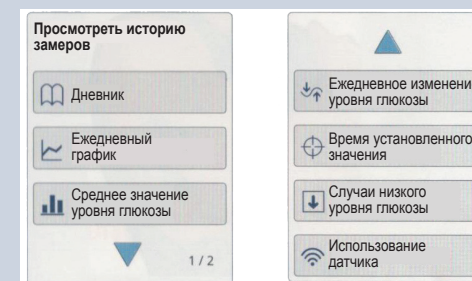 Просмотреть историю
замеров
Дневник
Ежедневный
график
Среднее значение
уровня глюкозы
1 / 2
Ежедневное изменени
уровня глюкозы
Время установленного
значения
Случаи низкого
уровня глюкозы
Использование
датчика